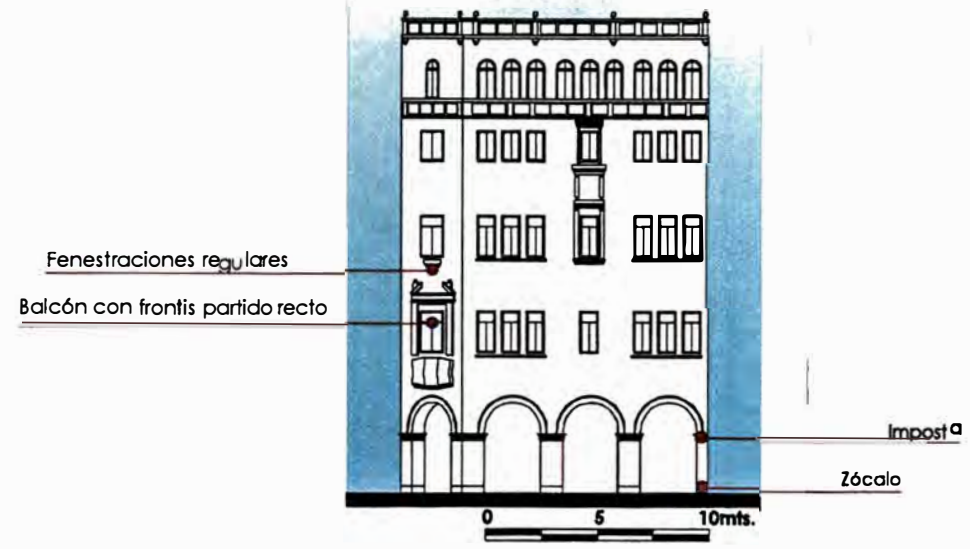 Fenestraciones regulares
Balcón con frontis partido recto
Imposta
Zócalo
0 5 10mts.